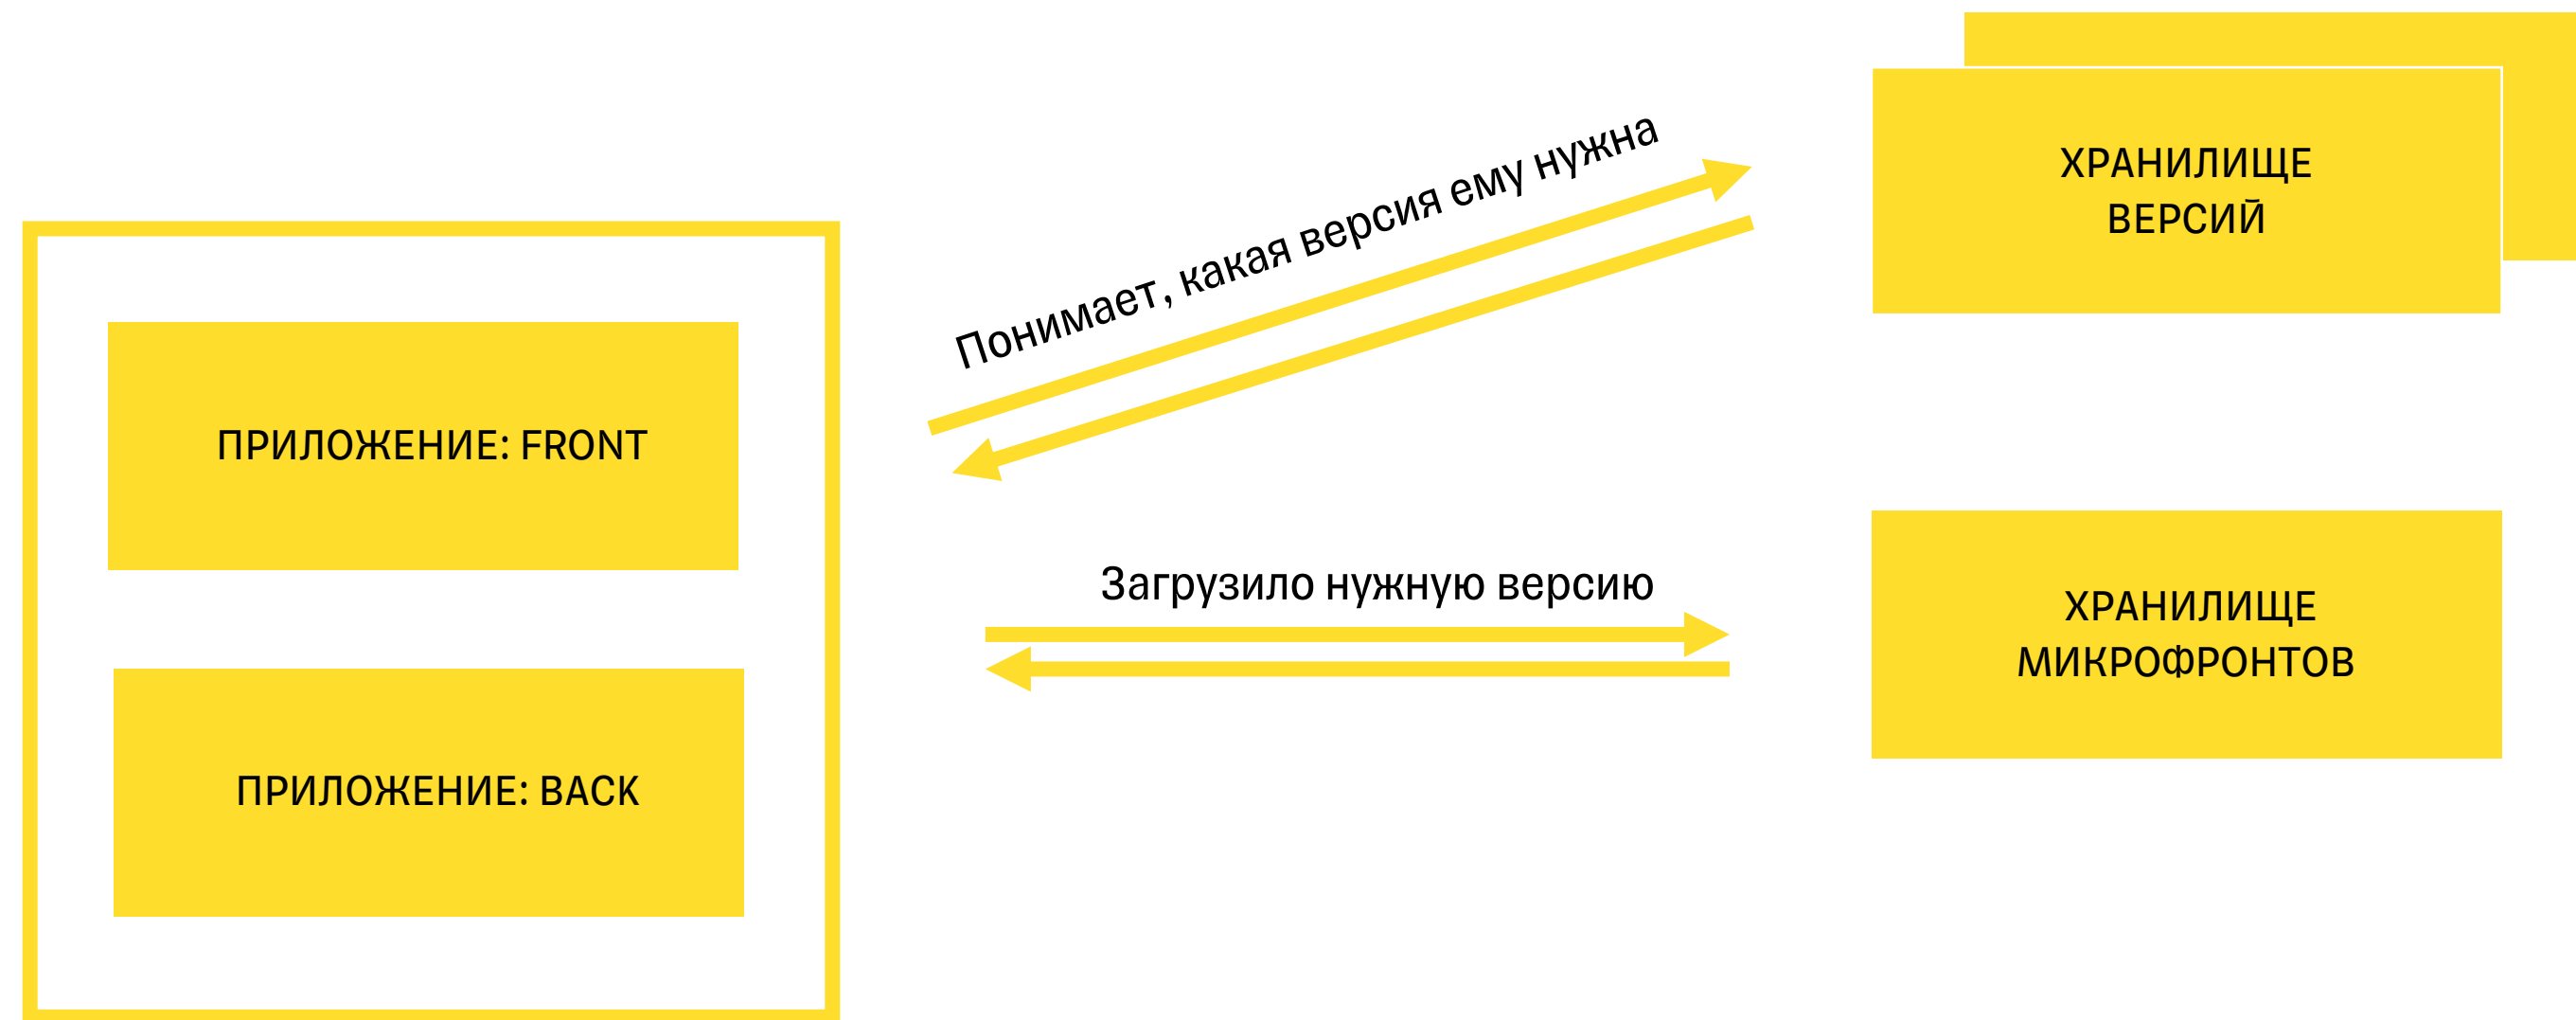 Понимает, какая версия ему нужна
ХРАНИЛИЩЕ
ВЕРСИЙ
ПРИЛОЖЕНИЕ: FRONT
Загрузило нужную версию
ХРАНИЛИЩЕ
МИКРОФРОНТОВ
ПРИЛОЖЕНИЕ: BACK